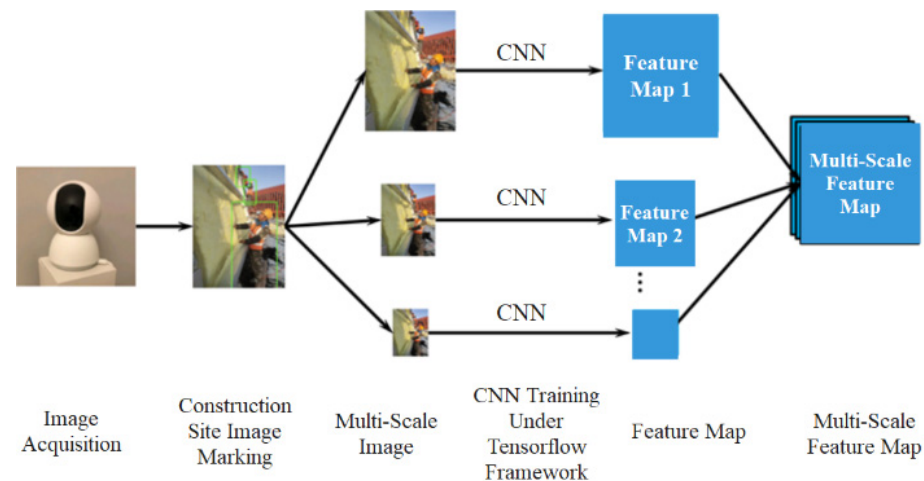 CNN
Feature
Map 1
Multi-Scale
Feature
Map
CNN
Feature
Map 2
CNN
Image
Acquisition
Construction
Site Image
Marking
Multi-Scale
Image
CNN Training
Under
Tensorflow
Framework
Feature Map
Multi-Scale
Feature Map